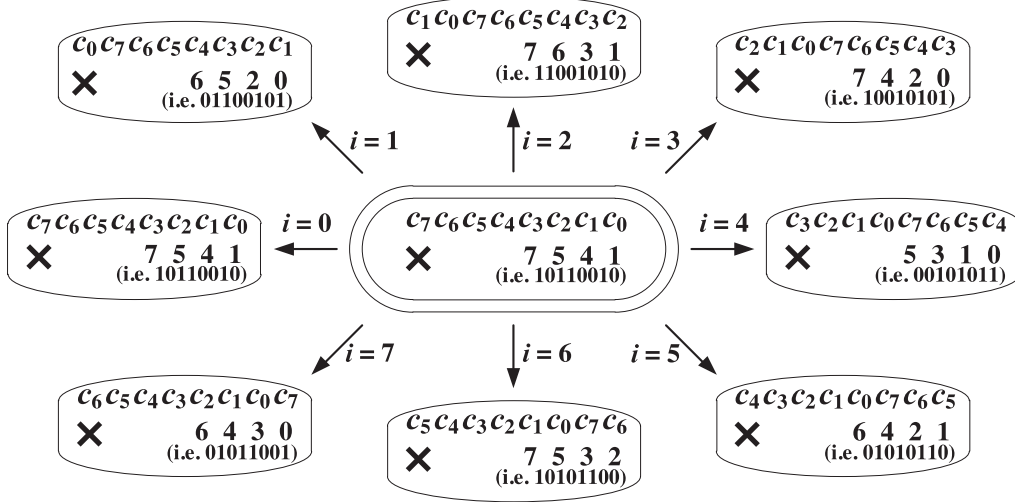 c₀c₇c₆c₅c₄c₃c₂c₁
× 6 5 2 0
(i.e. 01100101)
c₁c₀c₇c₆c₅c₄c₃c₂
× 7 6 3 1
(i.e. 11001010)
c₂c₁c₀c₇c₆c₅c₄c₃
× 7 4 2 0
(i.e. 10010101)
i = 1
i = 2
i = 3
c₇c₆c₅c₄c₃c₂c₁c₀
× 7 5 4 1
(i.e. 10110010)
i = 0
c₇c₆c₅c₄c₃c₂c₁c₀
× 7 5 4 1
(i.e. 10110010)
i = 4
c₃c₂c₁c₀c₇c₆c₅c₄
× 5 3 1 0
(i.e. 00101011)
i = 7
i = 6
i = 5
c₆c₅c₄c₃c₂c₁c₀c₇
× 6 4 3 0
(i.e. 01011001)
c₅c₄c₃c₂c₁c₀c₇c₆
× 7 5 3 2
(i.e. 10101100)
c₄c₃c₂c₁c₀c₇c₆c₅
× 6 4 2 1
(i.e. 01010110)